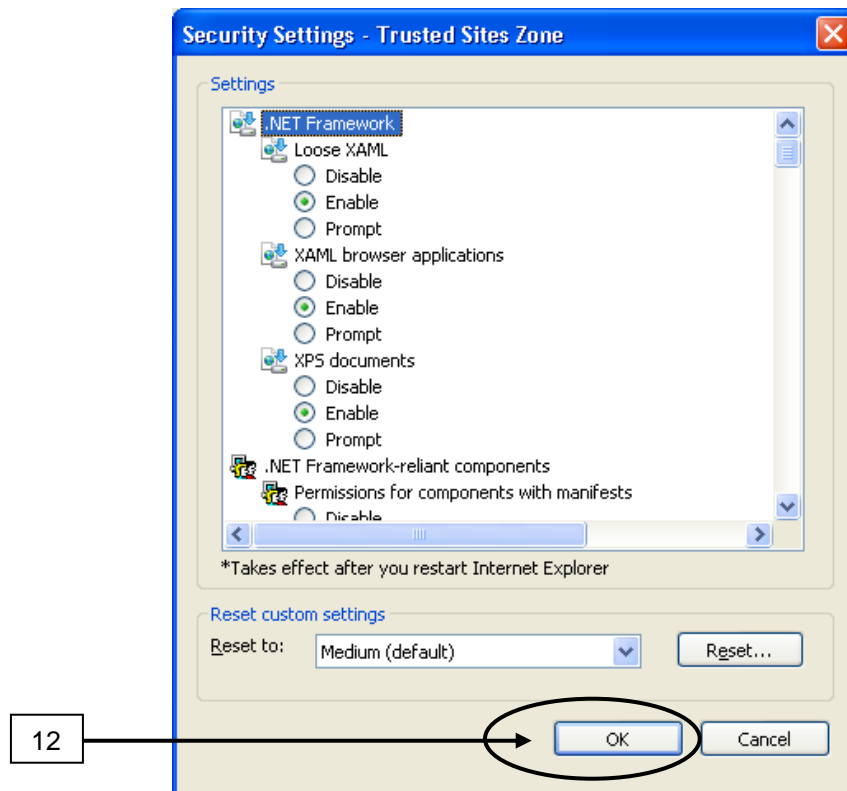 Security Settings - Trusted Sites Zone
Settings
.NET Framework
Loose XAML
Disable
Enable
Prompt
XAML browser applications
Disable
Enable
Prompt
XPS documents
Disable
Enable
Prompt
.NET Framework-reliant components
Permissions for components with manifests
Disable
*Takes effect after you restart Internet Explorer
Reset custom settings
Reset to: Medium (default) Reset...
12 OK Cancel